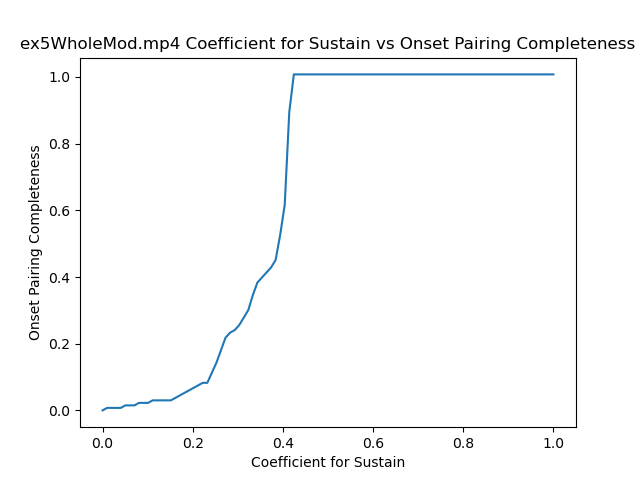 ex5WholeMod.mp4 Coefficient for Sustain vs Onset Pairing Completeness
1.0
0.8
0.6
0.4
0.2
0.0
Onset Pairing Completeness
0.0 0.2 0.4 0.6 0.8 1.0
Coefficient for Sustain